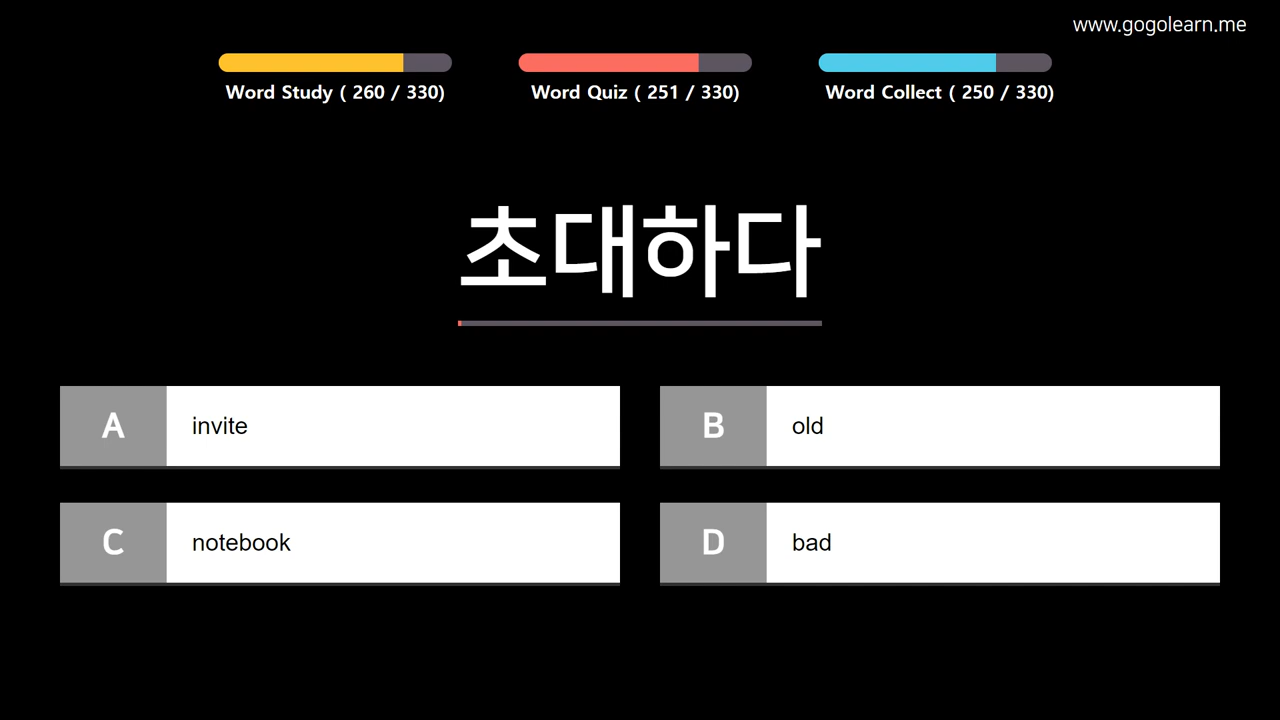 www.gogolearn.me
Word Study ( 260 / 330)
Word Quiz ( 251 / 330)
Word Collect ( 250 / 330)
초대하다
A invite
B old
C notebook
D bad